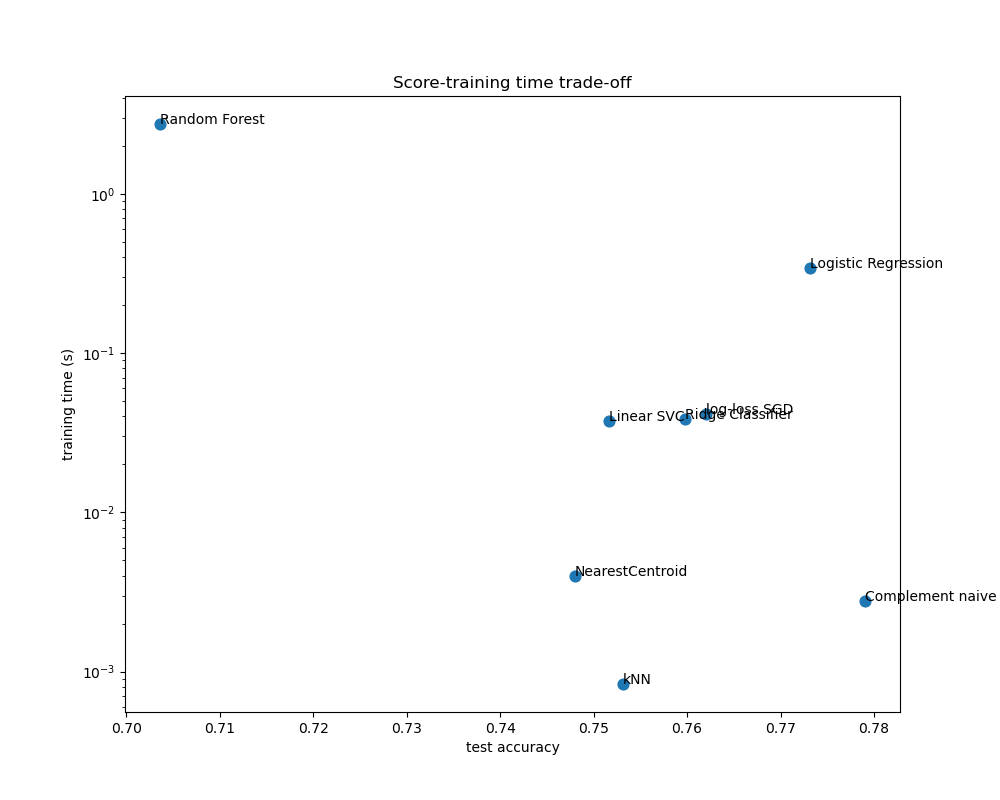 Score-training time trade-off
Random Forest
Logistic Regression
log-loss SGD
Linear SVC
Ridge Classifier
NearestCentroid
Complement naive
kNN
training time (s)
10⁰
10⁻¹
10⁻²
10⁻³
0.70 0.71 0.72 0.73 0.74 0.75 0.76 0.77 0.78
test accuracy